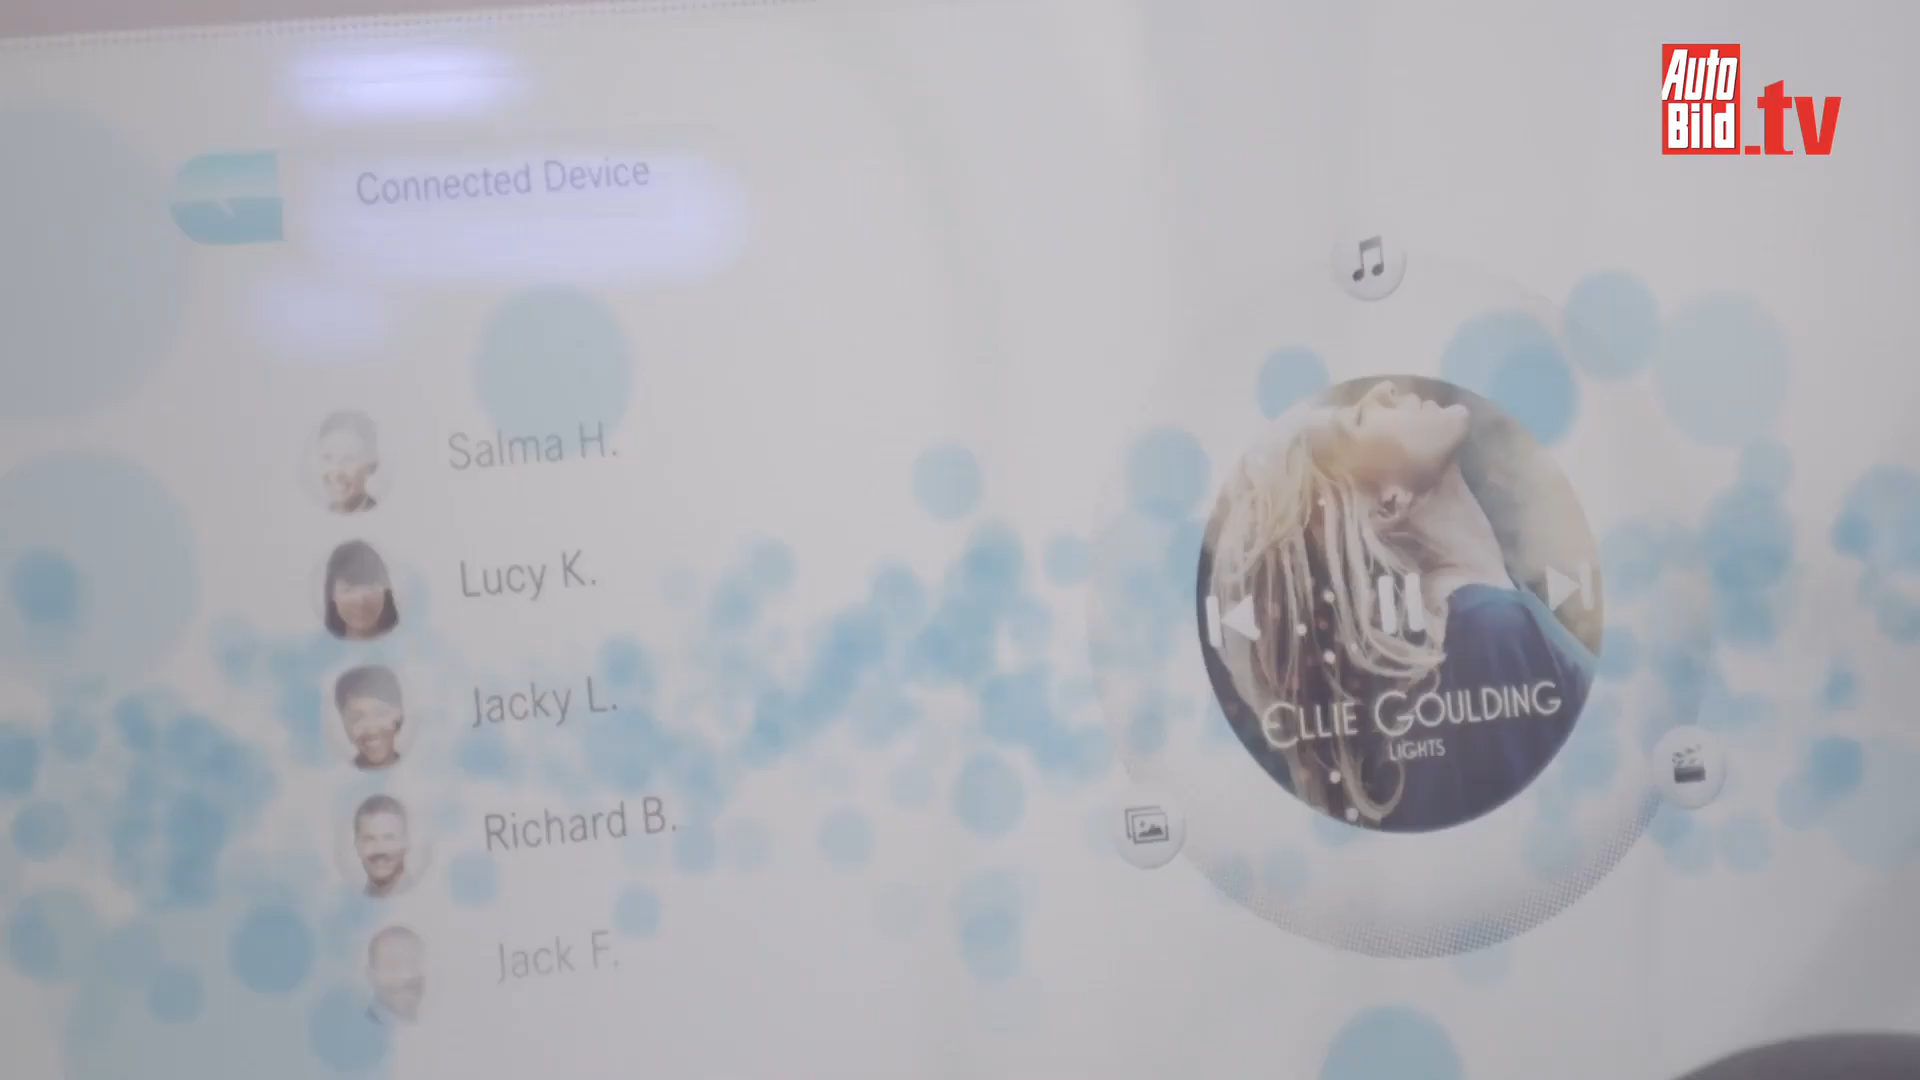 Auto
Bild
.tv
Connected Device
Salma H.
Lucy K.
Jacky L.
Richard B.
Jack F.
ELLIE GOULDING
LIGHTS